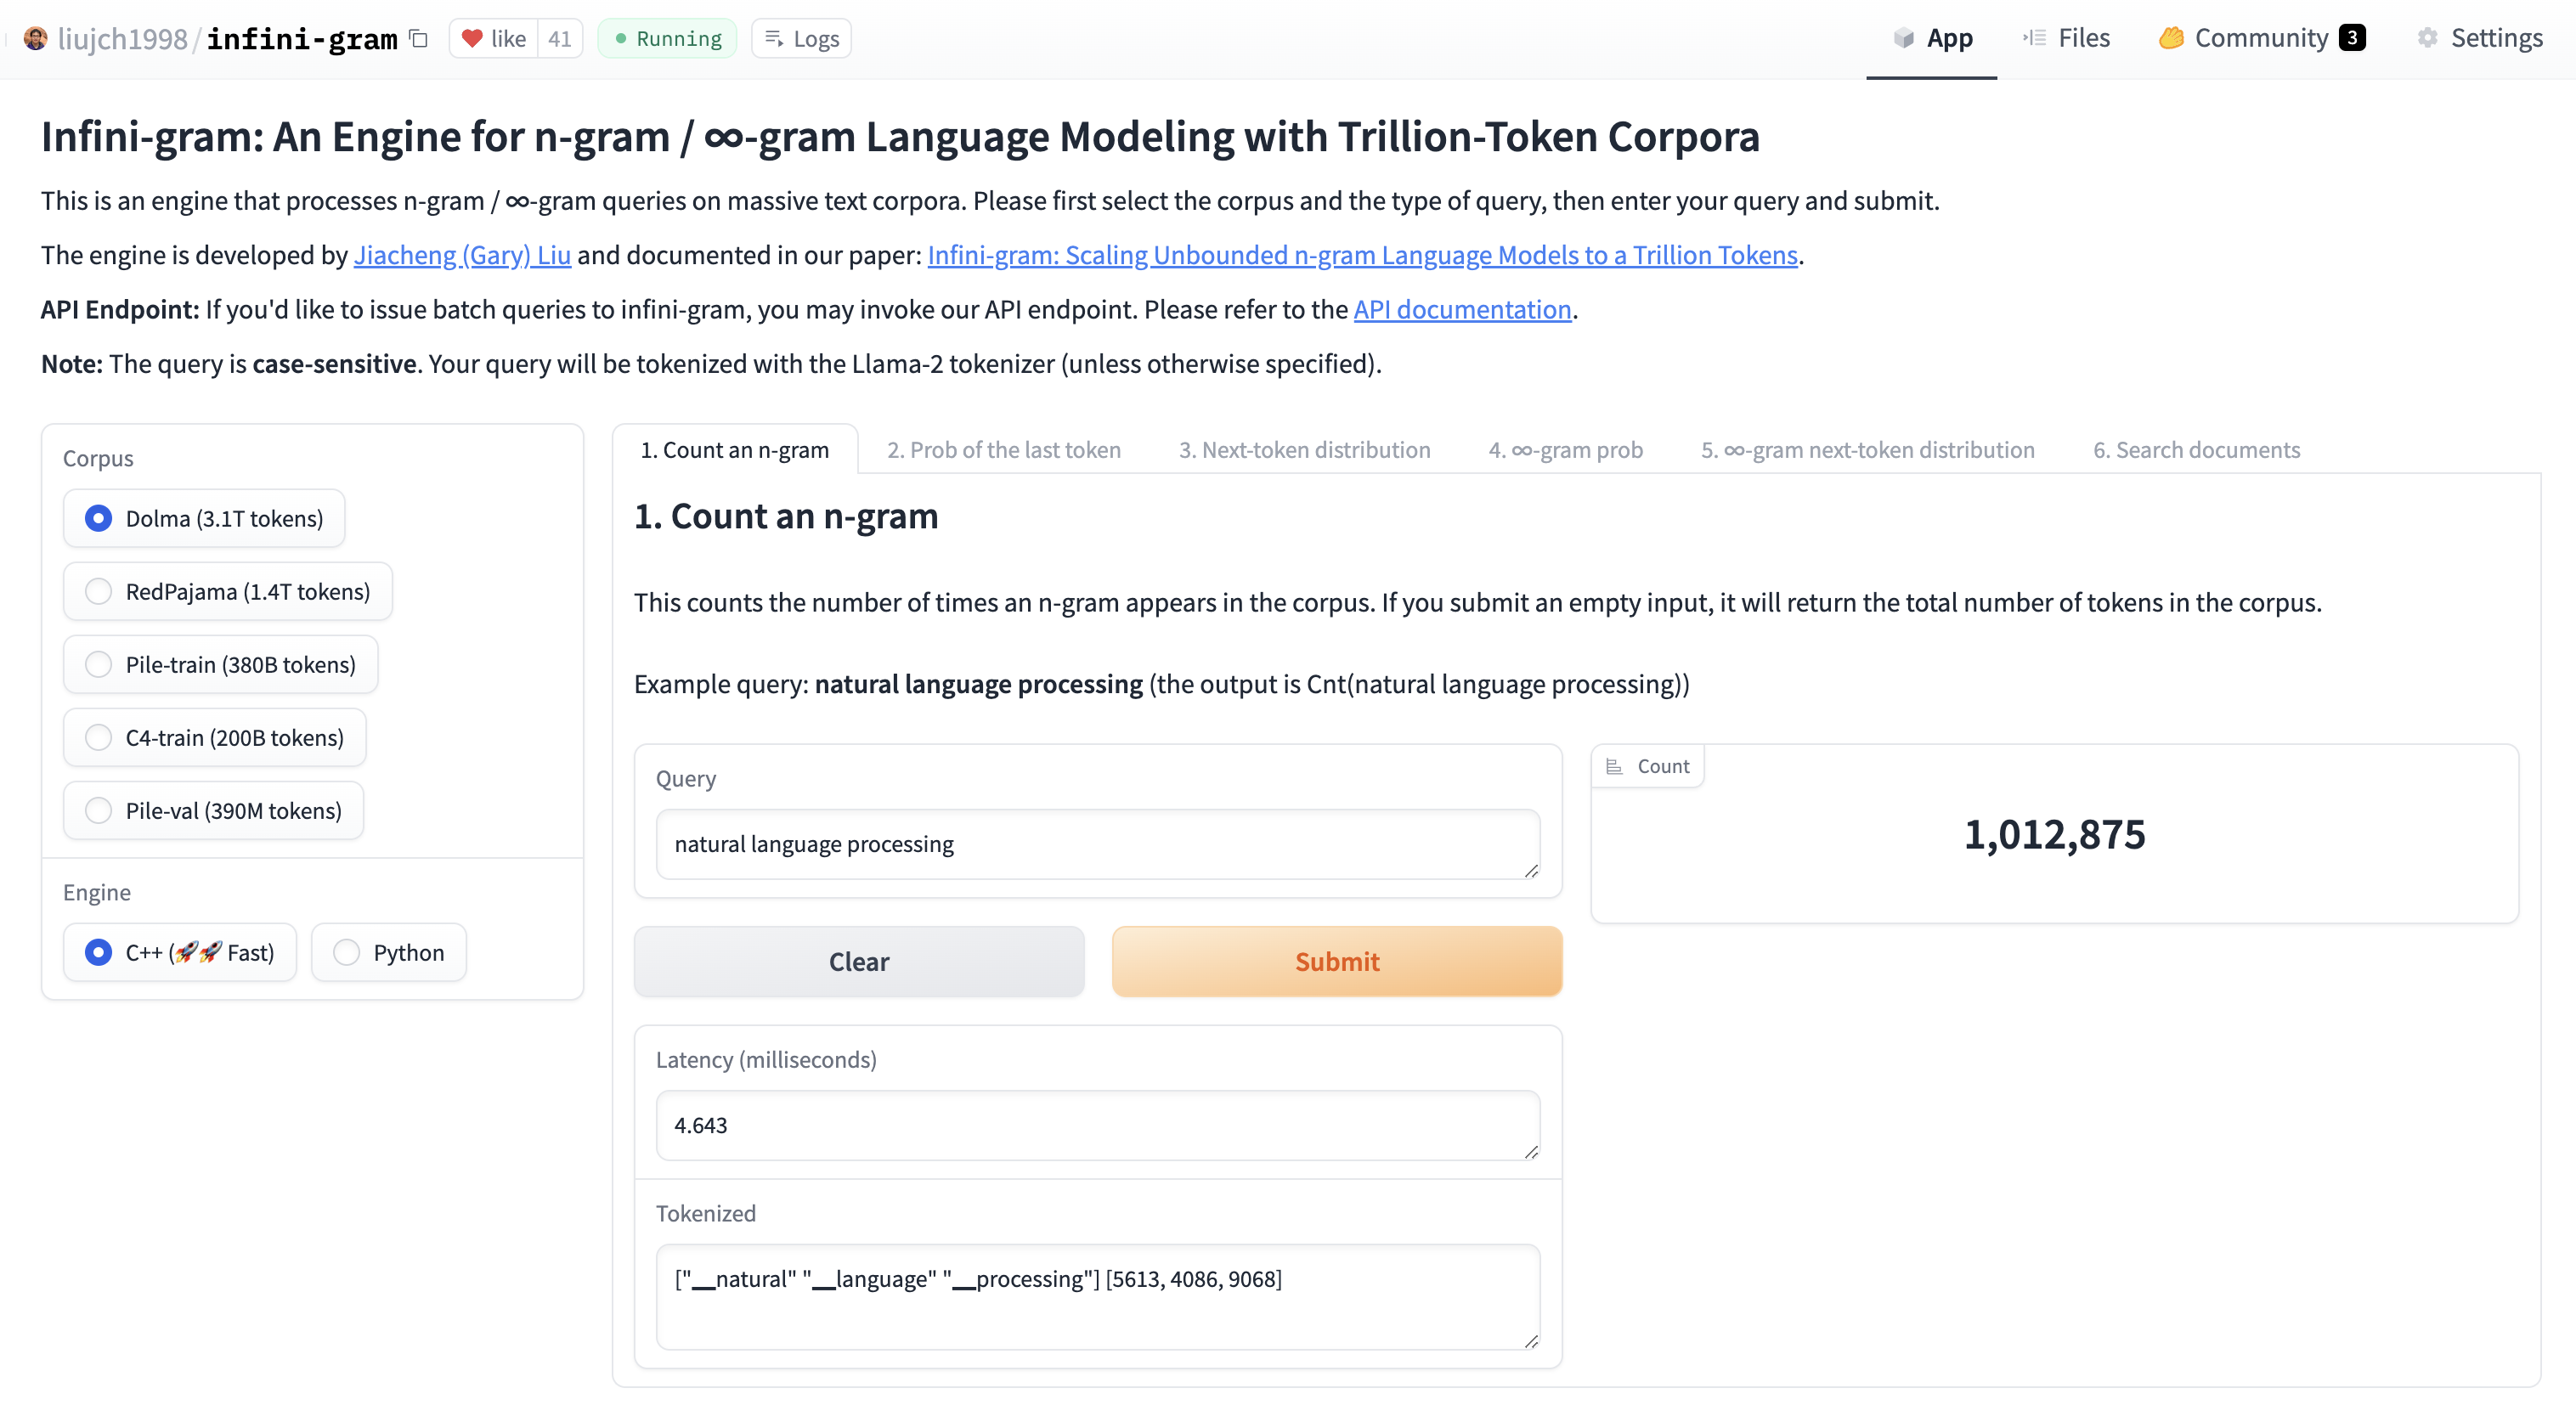 liujch1998/infini-gram like 41 Running Logs App Files Community 3 Settings
Infini-gram: An Engine for n-gram / ∞-gram Language Modeling with Trillion-Token Corpora
This is an engine that processes n-gram / ∞-gram queries on massive text corpora. Please first select the corpus and the type of query, then enter your query and submit.
The engine is developed by Jiacheng (Gary) Liu and documented in our paper: Infini-gram: Scaling Unbounded n-gram Language Models to a Trillion Tokens.
API Endpoint: If you'd like to issue batch queries to infini-gram, you may invoke our API endpoint. Please refer to the API documentation.
Note: The query is case-sensitive. Your query will be tokenized with the Llama-2 tokenizer (unless otherwise specified).
Corpus
Dolma (3.1T tokens)
RedPajama (1.4T tokens)
Pile-train (380B tokens)
C4-train (200B tokens)
Pile-val (390M tokens)
Engine
C++ (🚀🚀 Fast) Python
1. Count an n-gram 2. Prob of the last token 3. Next-token distribution 4. ∞-gram prob 5. ∞-gram next-token distribution 6. Search documents
1. Count an n-gram
This counts the number of times an n-gram appears in the corpus. If you submit an empty input, it will return the total number of tokens in the corpus.
Example query: natural language processing (the output is Cnt(natural language processing))
Query
natural language processing
Clear Submit
Latency (milliseconds)
4.643
Tokenized
["▁natural" "▁language" "▁processing"] [5613, 4086, 9068]
Count
1,012,875